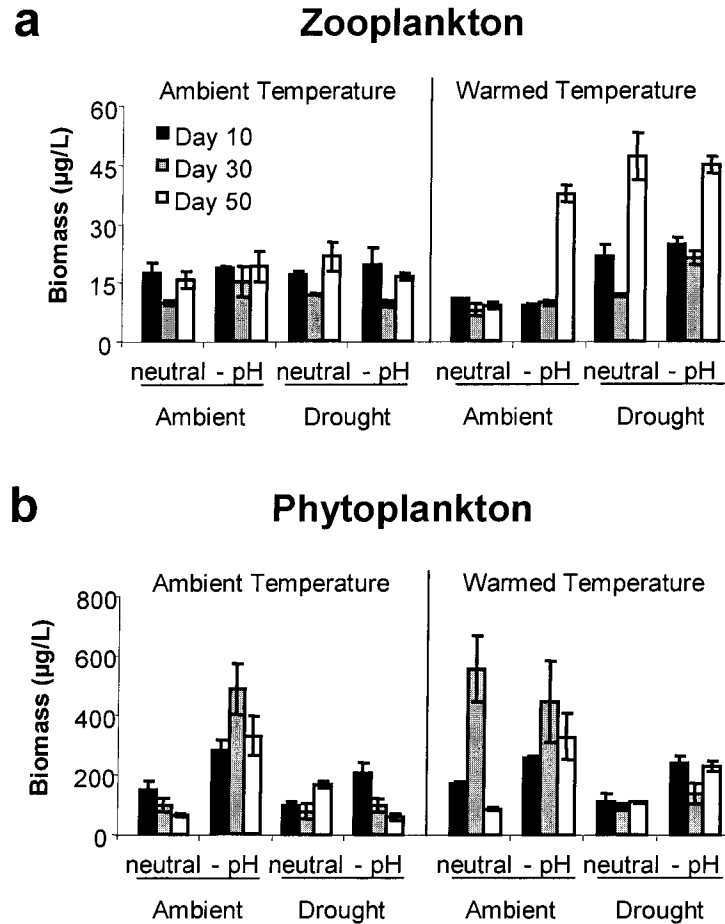 a Zooplankton
Ambient Temperature Warmed Temperature
60
45
30
15
0
Biomass (µg/L)
Day 10
Day 30
Day 50
neutral - pH neutral - pH neutral - pH neutral - pH
Ambient Drought Ambient Drought
b Phytoplankton
Ambient Temperature Warmed Temperature
800
600
400
200
0
Biomass (µg/L)
neutral - pH neutral - pH neutral - pH neutral - pH
Ambient Drought Ambient Drought